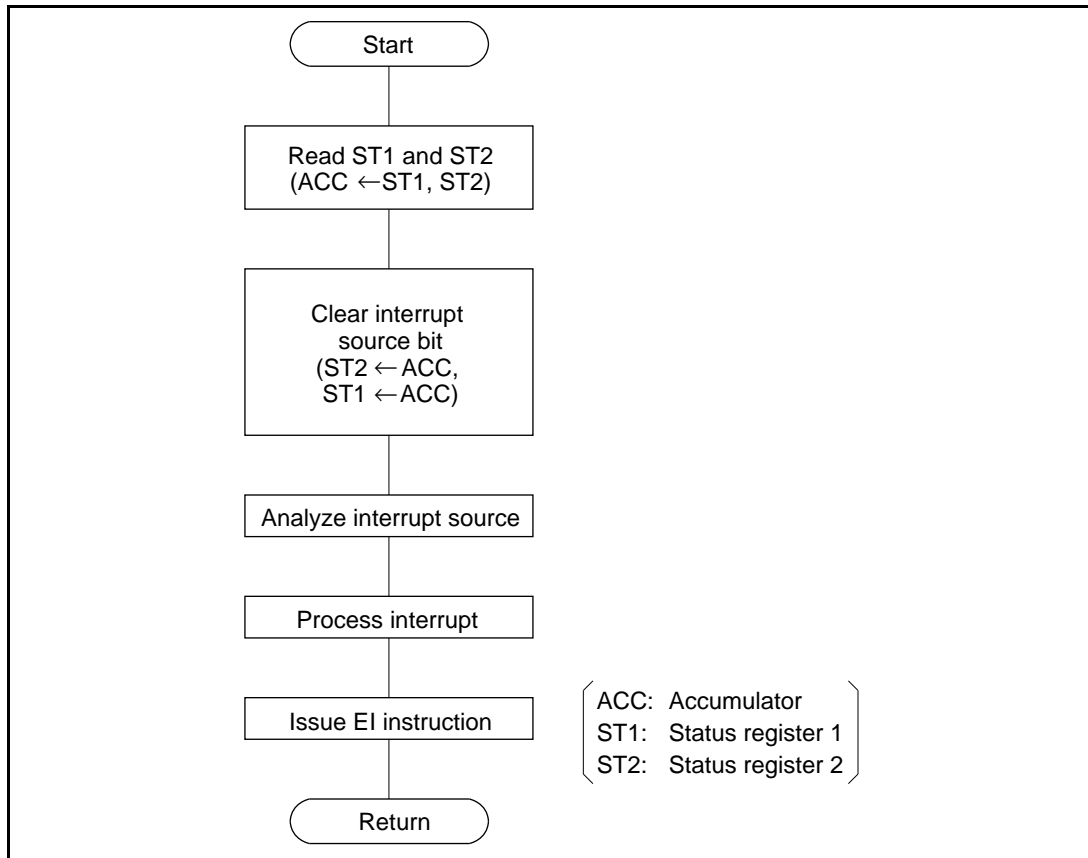 Start
Read ST1 and ST2
(ACC ←ST1, ST2)
Clear interrupt
source bit
(ST2 ←ACC,
ST1 ←ACC)
Analyze interrupt source
Process interrupt
Issue EI instruction
ACC: Accumulator
ST1: Status register 1
ST2: Status register 2
Return